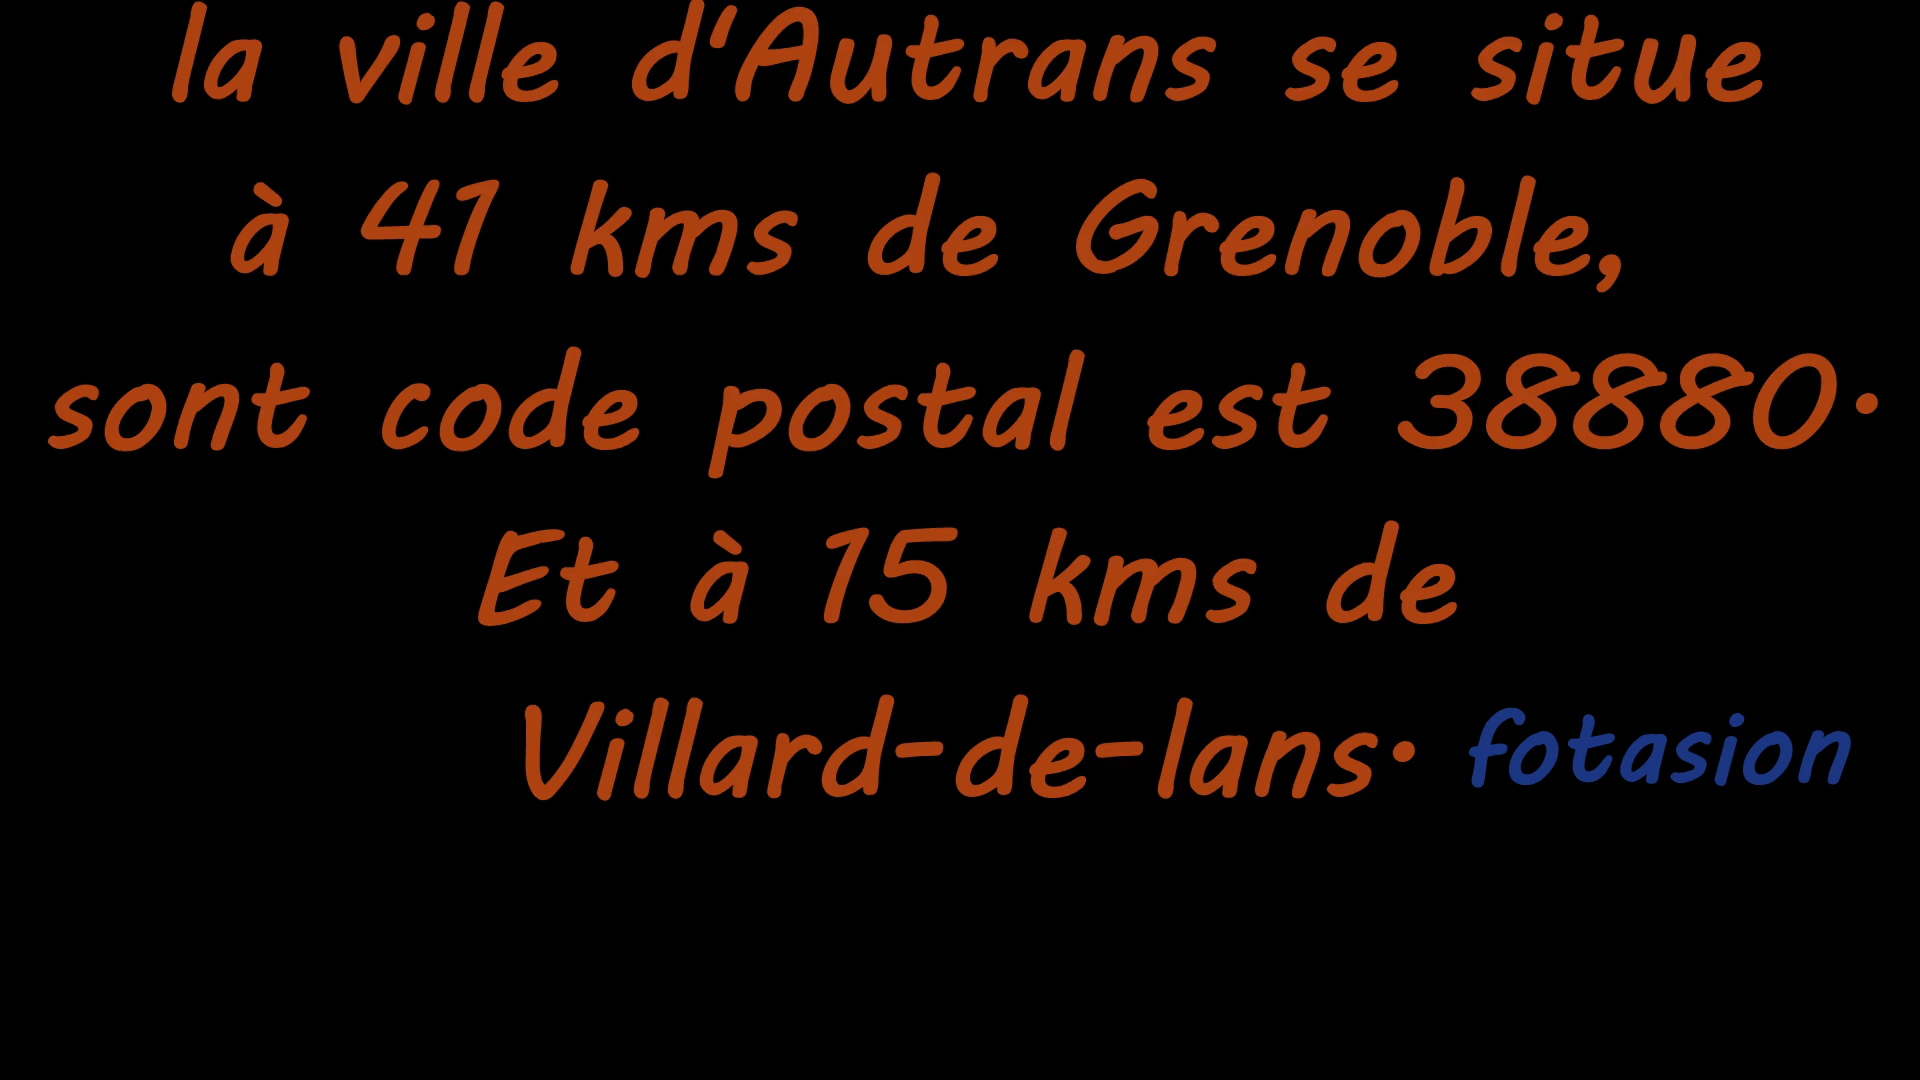 la ville d'Autrans se situe
à 41 kms de Grenoble,
sont code postal est 38880.
Et à 15 kms de
Villard-de-lans. fotasion